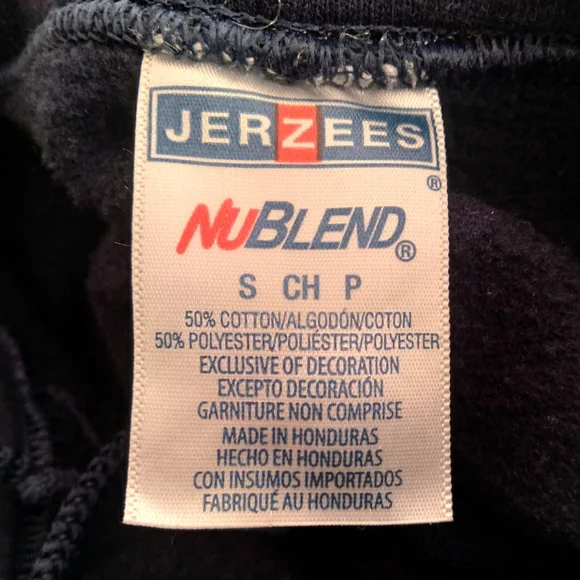 JERZEES
®
NUBLEND®
S CH P
50% COTTON/ALGODÓN/COTON
50% POLYESTER/POLIÉSTER/POLYESTER
EXCLUSIVE OF DECORATION
EXCEPTO DECORACIÓN
GARNITURE NON COMPRISE
MADE IN HONDURAS
HECHO EN HONDURAS
CON INSUMOS IMPORTADOS
FABRIQUÉ AU HONDURAS